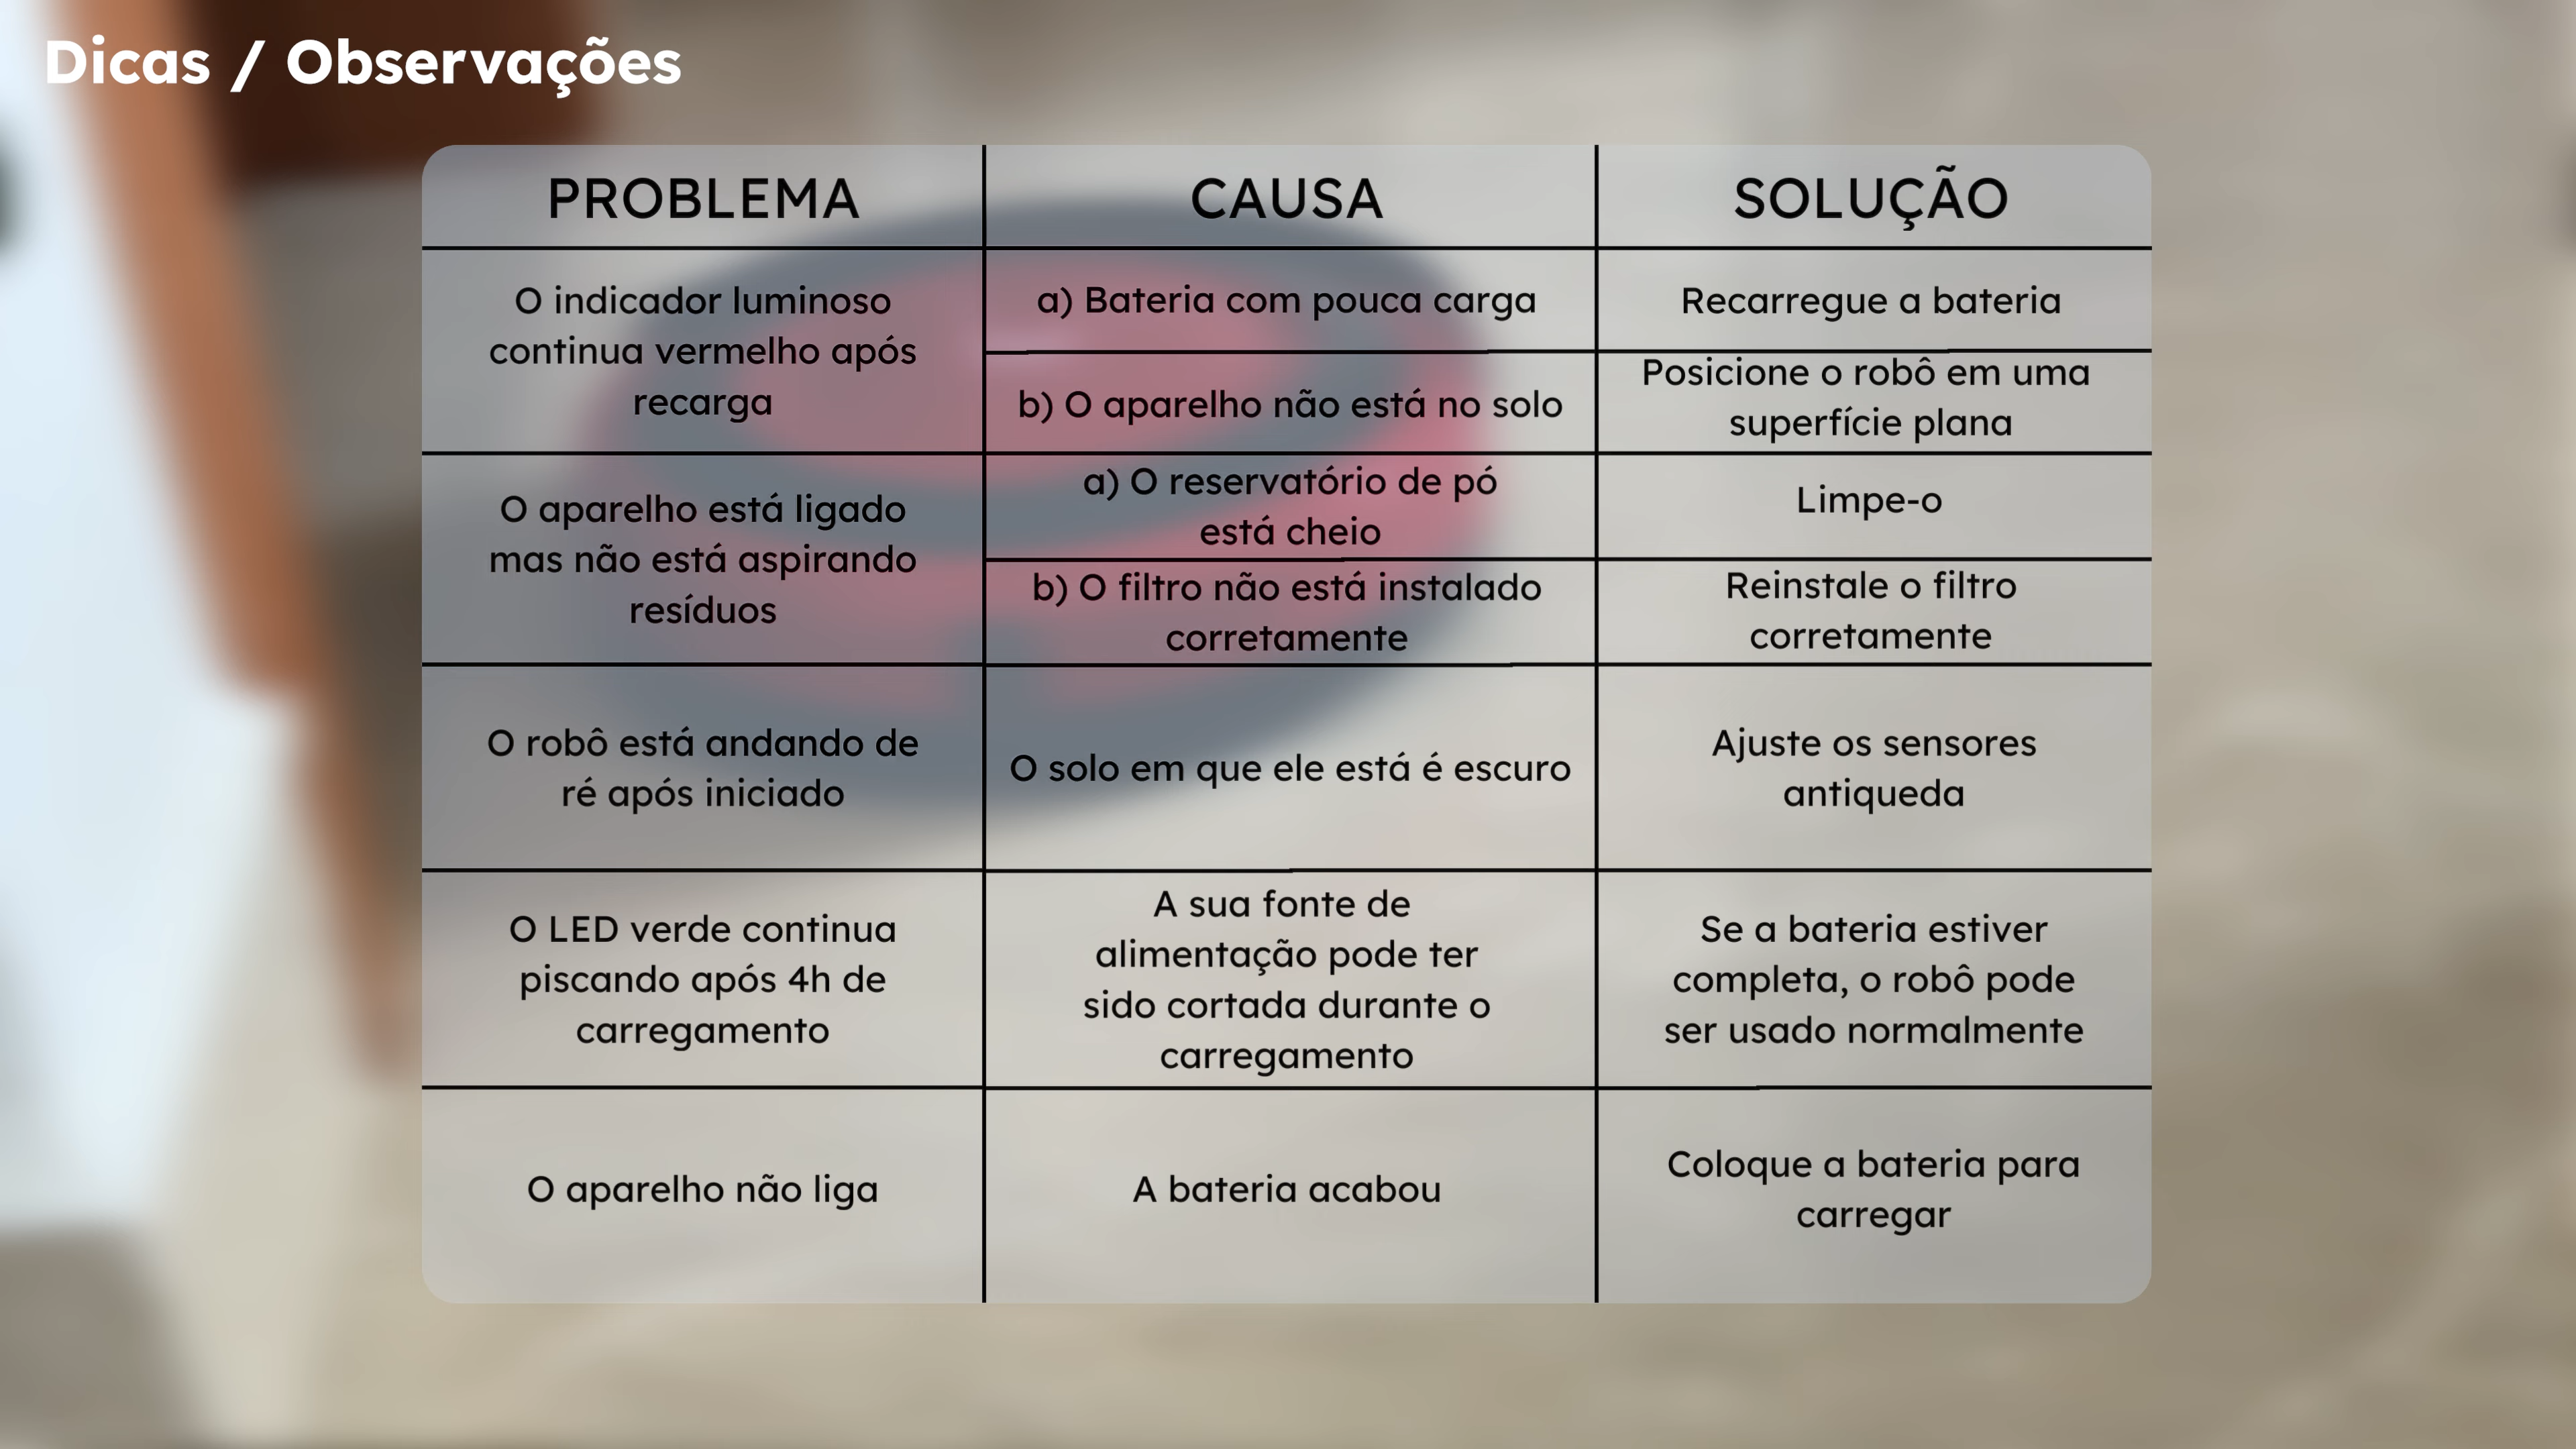 Dicas / Observações
PROBLEMA
CAUSA
SOLUÇÃO
O indicador luminoso
continua vermelho após
recarga
a) Bateria com pouca carga
Recarregue a bateria
b) O aparelho não está no solo
Posicione o robô em uma
superfície plana
O aparelho está ligado
mas não está aspirando
resíduos
a) O reservatório de pó
está cheio
Limpe-o
b) O filtro não está instalado
corretamente
Reinstale o filtro
corretamente
O robô está andando de
ré após iniciado
O solo em que ele está é escuro
Ajuste os sensores
antiqueda
O LED verde continua
piscando após 4h de
carregamento
A sua fonte de
alimentação pode ter
sido cortada durante o
carregamento
Se a bateria estiver
completa, o robô pode
ser usado normalmente
O aparelho não liga
A bateria acabou
Coloque a bateria para
carregar